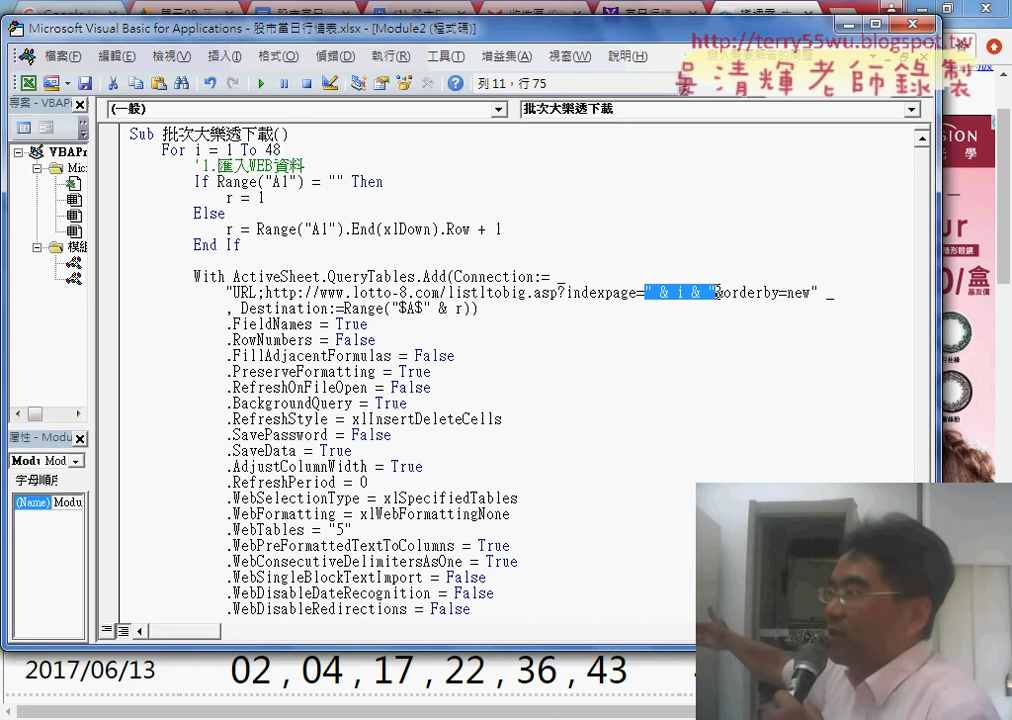 Microsoft Visual Basic for Applications - 股市當日行情表.xlsx - [Module2 (程式碼)]
http://terry55wu.blogspot.tw
吳清輝老師錄製
檔案(F) 編輯(E) 檢視(V) 插入(I) 格式(O) 偵錯(D) 執行(R) 工具(T) 增益集(A) 視窗(W) 說明(H)
列 11，行 75
專案 - VBAP
(一般) 批次大樂透下載
Sub 批次大樂透下載()
For i = 1 To 48
'1.匯入WEB資料
If Range("A1") = "" Then
r = 1
Else
r = Range("A1").End(xlDown).Row + 1
End If
With ActiveSheet.QueryTables.Add(Connection:= _
"URL;http://www.lotto-8.com/listltobig.asp?indexpage=" & i & "&orderby=new" _
, Destination:=Range("$A$" & r))
.FieldNames = True
.RowNumbers = False
.FillAdjacentFormulas = False
.PreserveFormatting = True
.RefreshOnFileOpen = False
.BackgroundQuery = True
.RefreshStyle = xlInsertDeleteCells
.SavePassword = False
.SaveData = True
.AdjustColumnWidth = True
.RefreshPeriod = 0
.WebSelectionType = xlSpecifiedTables
.WebFormatting = xlWebFormattingNone
.WebTables = "5"
.WebPreFormattedTextToColumns = True
.WebConsecutiveDelimitersAsOne = True
.WebSingleBlockTextImport = False
.WebDisableDateRecognition = False
.WebDisableRedirections = False
VBAPr
Mic
模組
屬性 - Modu
Modu Mod
字母順
(Name) Modu
2017/06/13 02 , 04 , 17 , 22 , 36 , 43